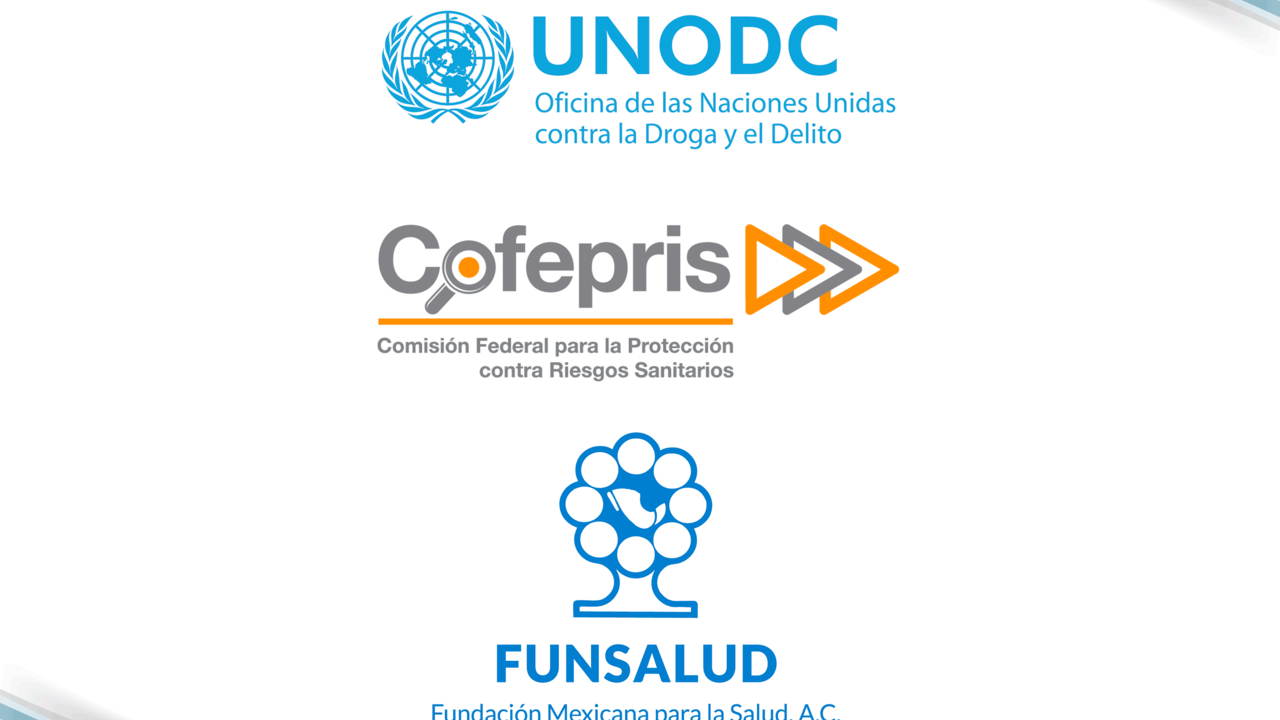 UNODC
Oficina de las Naciones Unidas
contra la Droga y el Delito
Cofepris
Comisión Federal para la Protección
contra Riesgos Sanitarios
FUNSALUD
Fundación Mexicana para la Salud, A.C.